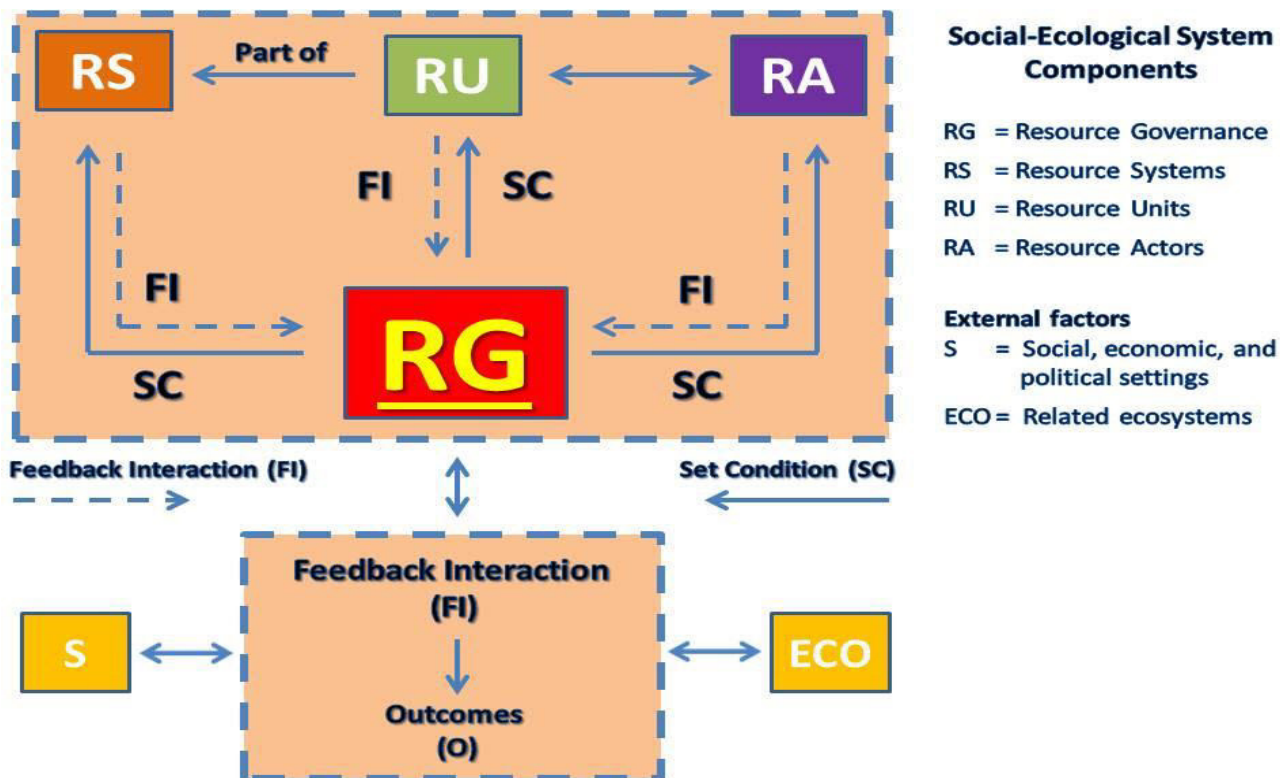 RS
Part of
RU
RA
FI
SC
FI
FI
RG
SC
SC
Feedback Interaction (FI)
Set Condition (SC)
Feedback Interaction
(FI)
Outcomes
(O)
S
ECO
Social-Ecological System
Components
RG = Resource Governance
RS = Resource Systems
RU = Resource Units
RA = Resource Actors
External factors
S = Social, economic, and
political settings
ECO = Related ecosystems